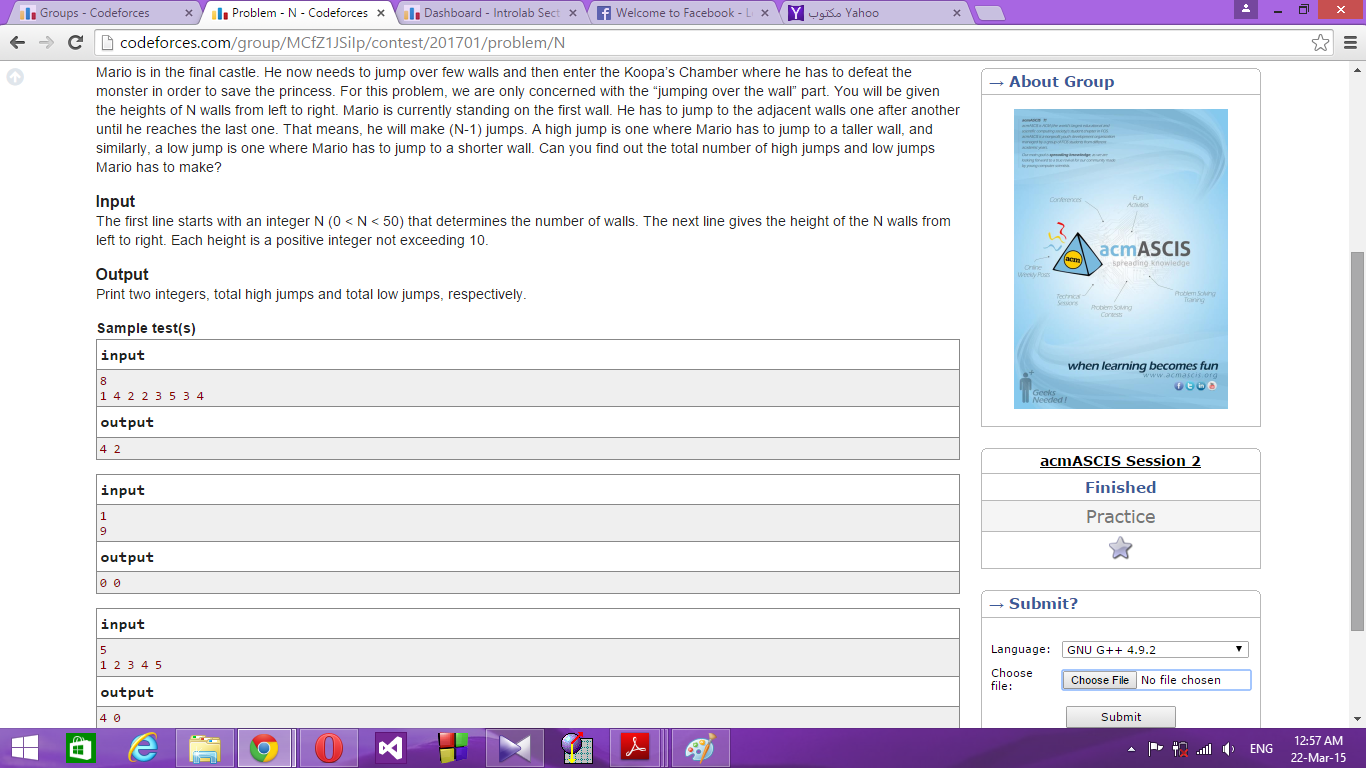 Groups - Codeforces
Problem - N - Codeforces
Dashboard - Introlab Sect
Welcome to Facebook - L
مكتوب Yahoo
codeforces.com/group/MCfZ1JSiIp/contest/201701/problem/N
Mario is in the final castle. He now needs to jump over few walls and then enter the Koopa's Chamber where he has to defeat the
monster in order to save the princess. For this problem, we are only concerned with the “jumping over the wall” part. You will be given
the heights of N walls from left to right. Mario is currently standing on the first wall. He has to jump to the adjacent walls one after another
until he reaches the last one. That means, he will make (N-1) jumps. A high jump is one where Mario has to jump to a taller wall, and
similarly, a low jump is one where Mario has to jump to a shorter wall. Can you find out the total number of high jumps and low jumps
Mario has to make?
Input
The first line starts with an integer N (0 < N < 50) that determines the number of walls. The next line gives the height of the N walls from
left to right. Each height is a positive integer not exceeding 10.
Output
Print two integers, total high jumps and total low jumps, respectively.
Sample test(s)
input
8
1 4 2 2 3 5 3 4
output
4 2
input
1
9
output
0 0
input
5
1 2 3 4 5
output
4 0
→ About Group
acmASCIS
spreading knowledge
Conferences
Fun
Activities
Online
Weekly Posts
acm
Technical
Sessions
Problem Solving
Contests
Problem Solving
Training
when learning becomes fun
www.acmascis.org
Geeks
Needed !
acmASCIS Session 2
Finished
Practice
→ Submit?
Language:
GNU G++ 4.9.2
Choose
file:
Choose File
No file chosen
Submit
ENG
12:57 AM
22-Mar-15